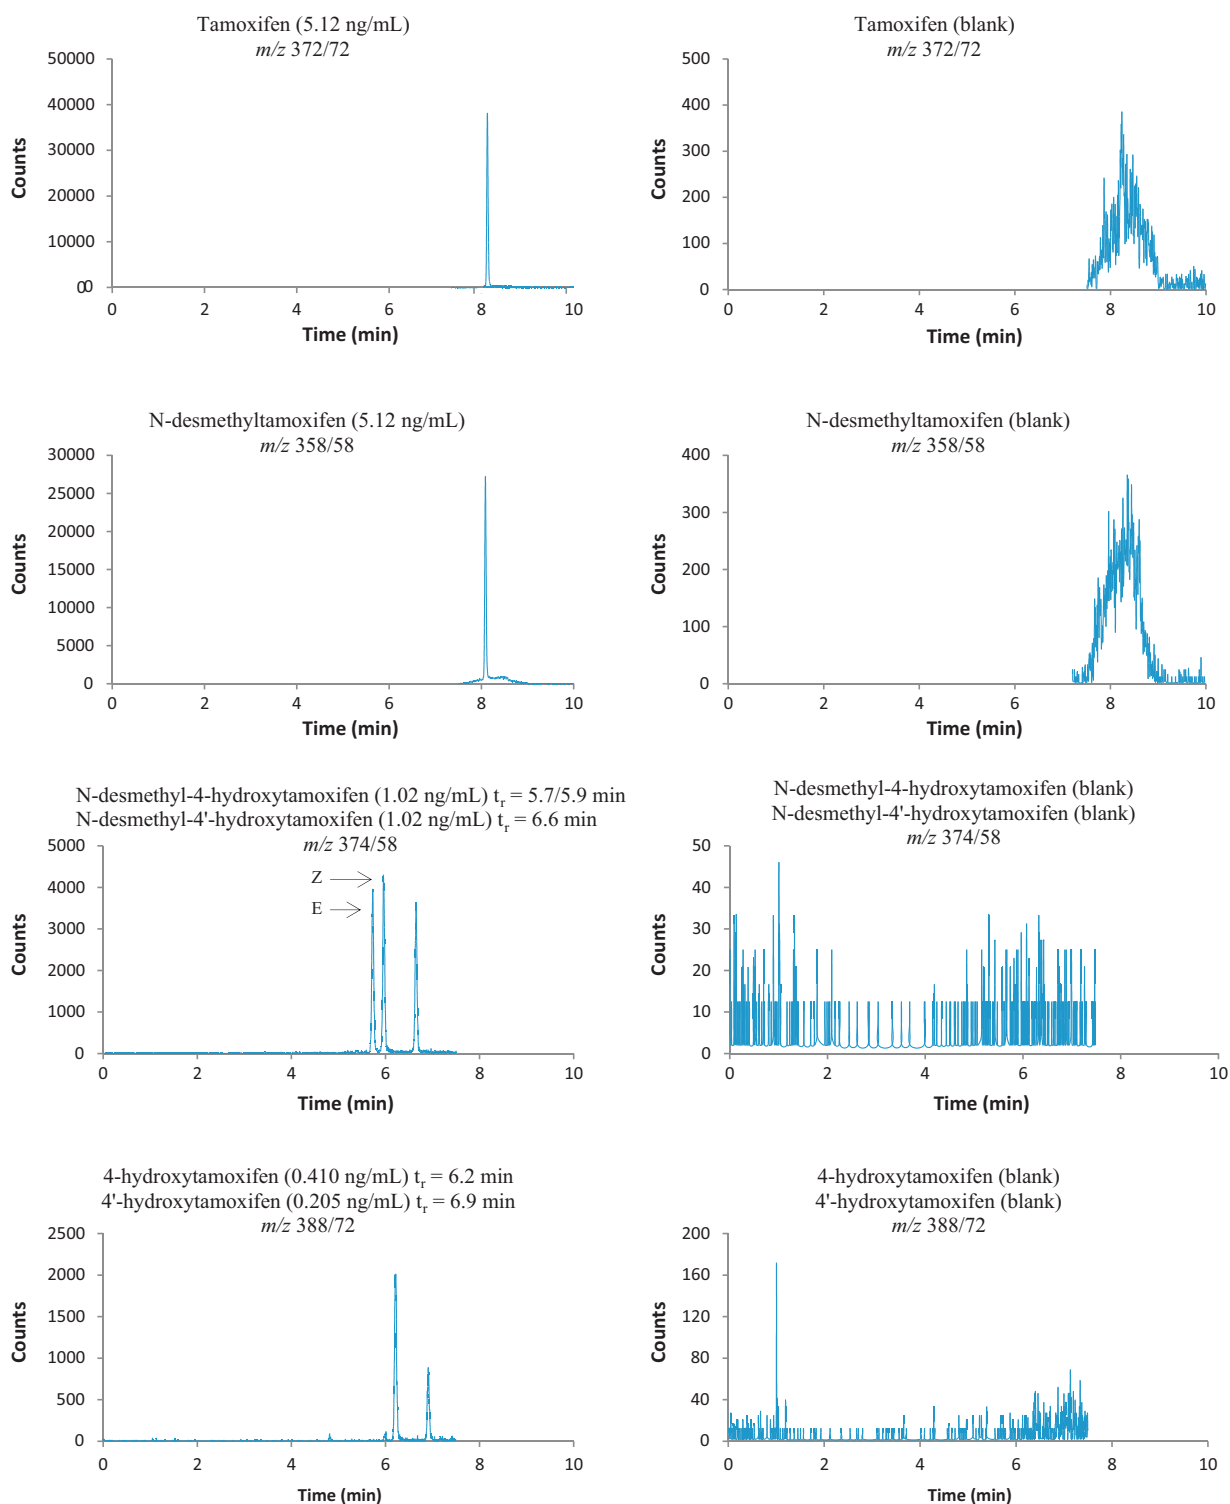 Tamoxifen (5.12 ng/mL)
m/z 372/72
50000
40000
30000
20000
10000
00
0 2 4 6 8 10
Counts
Time (min)
Tamoxifen (blank)
m/z 372/72
500
400
300
200
100
0
0 2 4 6 8 10
Counts
Time (min)
N-desmethyltamoxifen (5.12 ng/mL)
m/z 358/58
30000
25000
20000
15000
10000
5000
0
0 2 4 6 8 10
Counts
Time (min)
N-desmethyltamoxifen (blank)
m/z 358/58
400
300
200
100
0
0 2 4 6 8 10
Counts
Time (min)
N-desmethyl-4-hydroxytamoxifen (1.02 ng/mL) tr = 5.7/5.9 min
N-desmethyl-4'-hydroxytamoxifen (1.02 ng/mL) tr = 6.6 min
m/z 374/58
5000
4000
3000
2000
1000
0
Z
E
0 2 4 6 8 10
Counts
Time (min)
N-desmethyl-4-hydroxytamoxifen (blank)
N-desmethyl-4'-hydroxytamoxifen (blank)
m/z 374/58
50
40
30
20
10
0
0 2 4 6 8 10
Counts
Time (min)
4-hydroxytamoxifen (0.410 ng/mL) tr = 6.2 min
4'-hydroxytamoxifen (0.205 ng/mL) tr = 6.9 min
m/z 388/72
2500
2000
1500
1000
500
0
0 2 4 6 8 10
Counts
Time (min)
4-hydroxytamoxifen (blank)
4'-hydroxytamoxifen (blank)
m/z 388/72
200
160
120
80
40
0
0 2 4 6 8 10
Counts
Time (min)